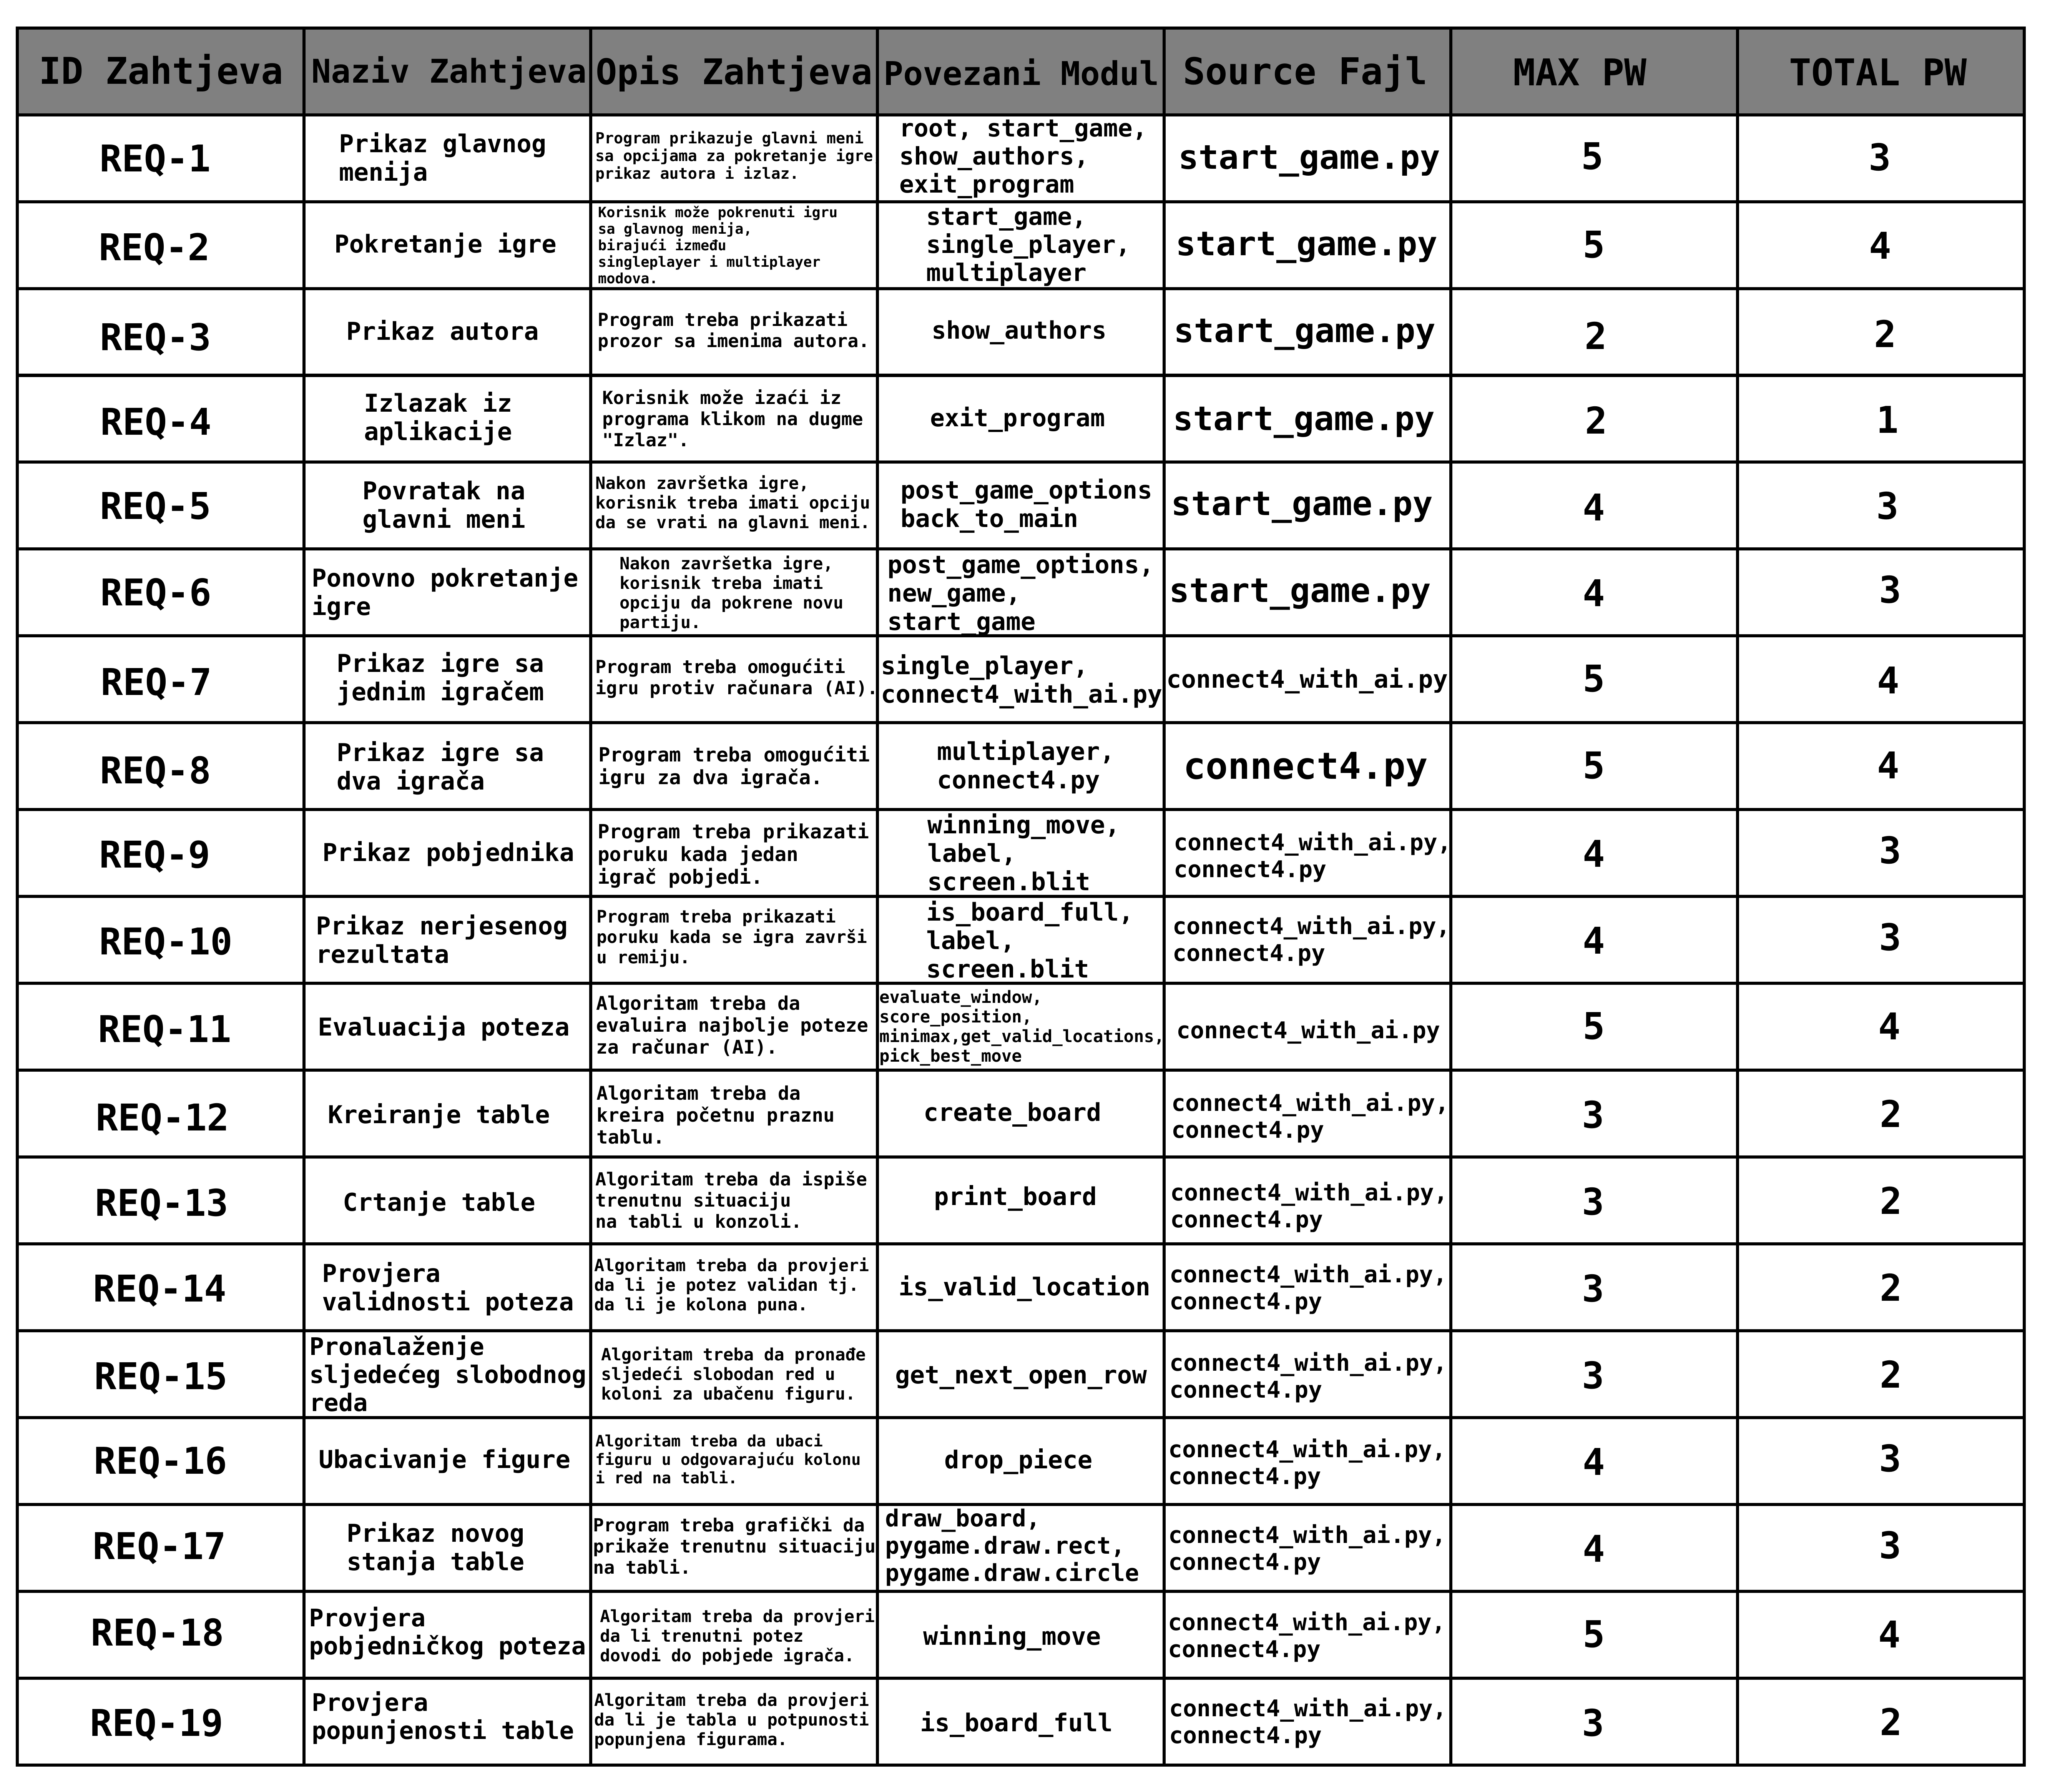 ID Zahtjeva Naziv Zahtjeva Opis Zahtjeva Povezani Modul Source Fajl MAX PW TOTAL PW
REQ-1
Prikaz glavnog
menija
Program prikazuje glavni meni
sa opcijama za pokretanje igre
prikaz autora i izlaz.
root, start_game,
show_authors,
exit_program
start_game.py
5
3
REQ-2
Pokretanje igre
Korisnik može pokrenuti igru
sa glavnog menija,
birajući između
singleplayer i multiplayer
modova.
start_game,
single_player,
multiplayer
start_game.py
5
4
REQ-3
Prikaz autora
Program treba prikazati
prozor sa imenima autora.
show_authors
start_game.py
2
2
REQ-4
Izlazak iz
aplikacije
Korisnik može izaći iz
programa klikom na dugme
"Izlaz".
exit_program
start_game.py
2
1
REQ-5
Povratak na
glavni meni
Nakon završetka igre,
korisnik treba imati opciju
da se vrati na glavni meni.
post_game_options
back_to_main
start_game.py
4
3
REQ-6
Ponovno pokretanje
igre
Nakon završetka igre,
korisnik treba imati
opciju da pokrene novu
partiju.
post_game_options,
new_game,
start_game
start_game.py
4
3
REQ-7
Prikaz igre sa
jednim igračem
Program treba omogućiti
igru protiv računara (AI).
single_player,
connect4_with_ai.py
connect4_with_ai.py
5
4
REQ-8
Prikaz igre sa
dva igrača
Program treba omogućiti
igru za dva igrača.
multiplayer,
connect4.py
connect4.py
5
4
REQ-9
Prikaz pobjednika
Program treba prikazati
poruku kada jedan
igrač pobjedi.
winning_move,
label,
screen.blit
connect4_with_ai.py,
connect4.py
4
3
REQ-10
Prikaz nerjesenog
rezultata
Program treba prikazati
poruku kada se igra završi
u remiju.
is_board_full,
label,
screen.blit
connect4_with_ai.py,
connect4.py
4
3
REQ-11
Evaluacija poteza
Algoritam treba da
evaluira najbolje poteze
za računar (AI).
evaluate_window,
score_position,
minimax,get_valid_locations,
pick_best_move
connect4_with_ai.py
5
4
REQ-12
Kreiranje table
Algoritam treba da
kreira početnu praznu
tablu.
create_board
connect4_with_ai.py,
connect4.py
3
2
REQ-13
Crtanje table
Algoritam treba da ispiše
trenutnu situaciju
na tabli u konzoli.
print_board
connect4_with_ai.py,
connect4.py
3
2
REQ-14
Provjera
validnosti poteza
Algoritam treba da provjeri
da li je potez validan tj.
da li je kolona puna.
is_valid_location
connect4_with_ai.py,
connect4.py
3
2
REQ-15
Pronalaženje
sljedećeg slobodnog
reda
Algoritam treba da pronađe
sljedeći slobodan red u
koloni za ubačenu figuru.
get_next_open_row
connect4_with_ai.py,
connect4.py
3
2
REQ-16
Ubacivanje figure
Algoritam treba da ubaci
figuru u odgovarajuću kolonu
i red na tabli.
drop_piece
connect4_with_ai.py,
connect4.py
4
3
REQ-17
Prikaz novog
stanja table
Program treba grafički da
prikaže trenutnu situaciju
na tabli.
draw_board,
pygame.draw.rect,
pygame.draw.circle
connect4_with_ai.py,
connect4.py
4
3
REQ-18
Provjera
pobjedničkog poteza
Algoritam treba da provjeri
da li trenutni potez
dovodi do pobjede igrača.
winning_move
connect4_with_ai.py,
connect4.py
5
4
REQ-19
Provjera
popunjenosti table
Algoritam treba da provjeri
da li je tabla u potpunosti
popunjena figurama.
is_board_full
connect4_with_ai.py,
connect4.py
3
2